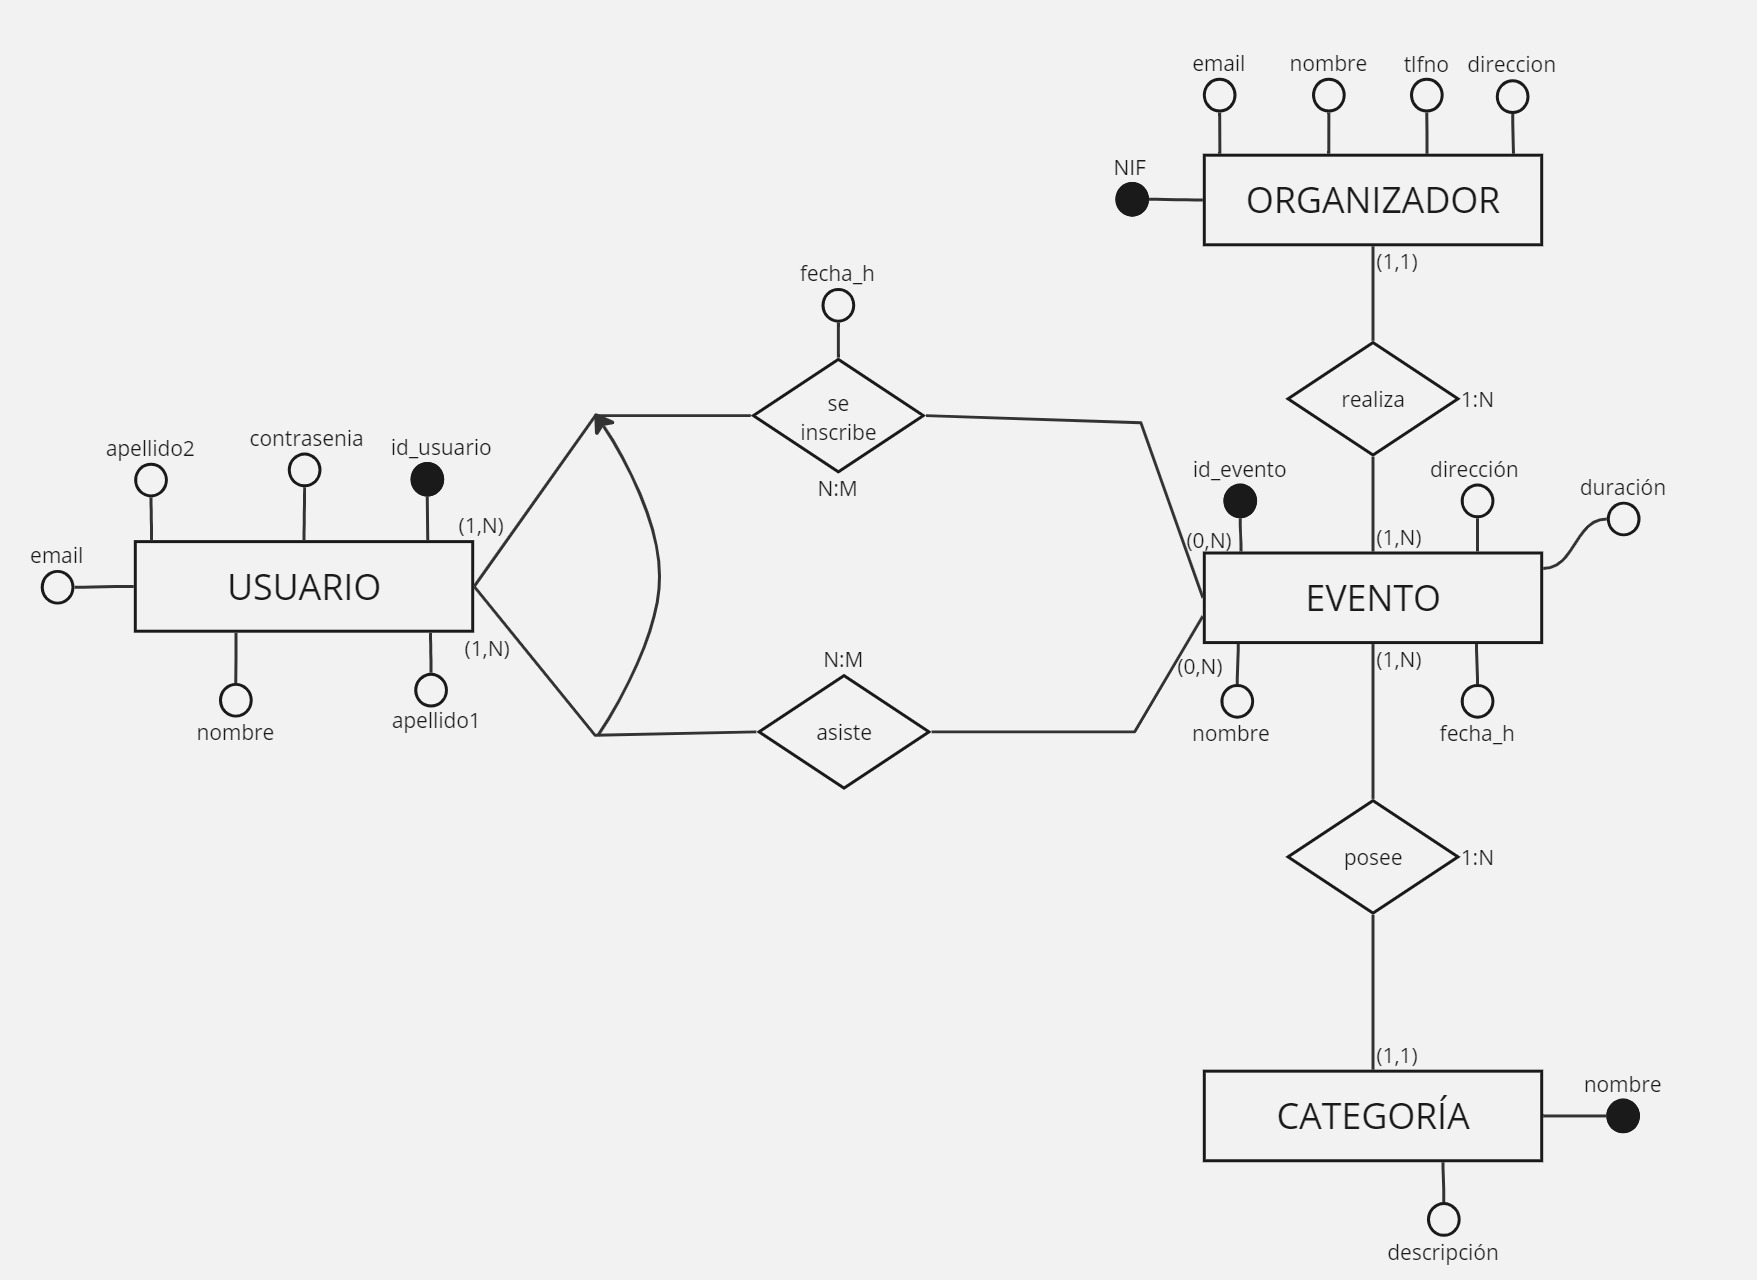 email
nombre
tlfno
direccion
NIF
ORGANIZADOR
(1,1)
fecha_h
realiza
1:N
se
inscribe
N:M
apellido2
contrasenia
id_usuario
(1,N)
email
USUARIO
(1,N)
nombre
apellido1
id_evento
dirección
duración
(0,N)
(1,N)
EVENTO
(0,N)
(1,N)
nombre
fecha_h
N:M
asiste
posee
1:N
(1,1)
CATEGORÍA
nombre
descripción